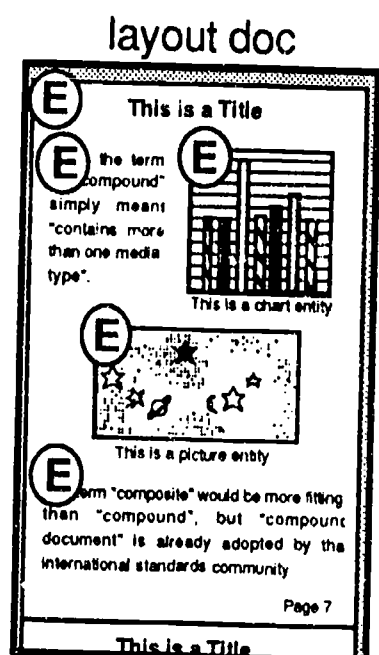 layout doc
E
This is a Title
E the term
compound"
simply means
"contains more
than one media
type".
E
This is a chart entity
E
This is a picture entity
E
term "composite" would be more fitting
than "compound", but "compound
document" is already adopted by the
international standards community
Page 7
This is a Title